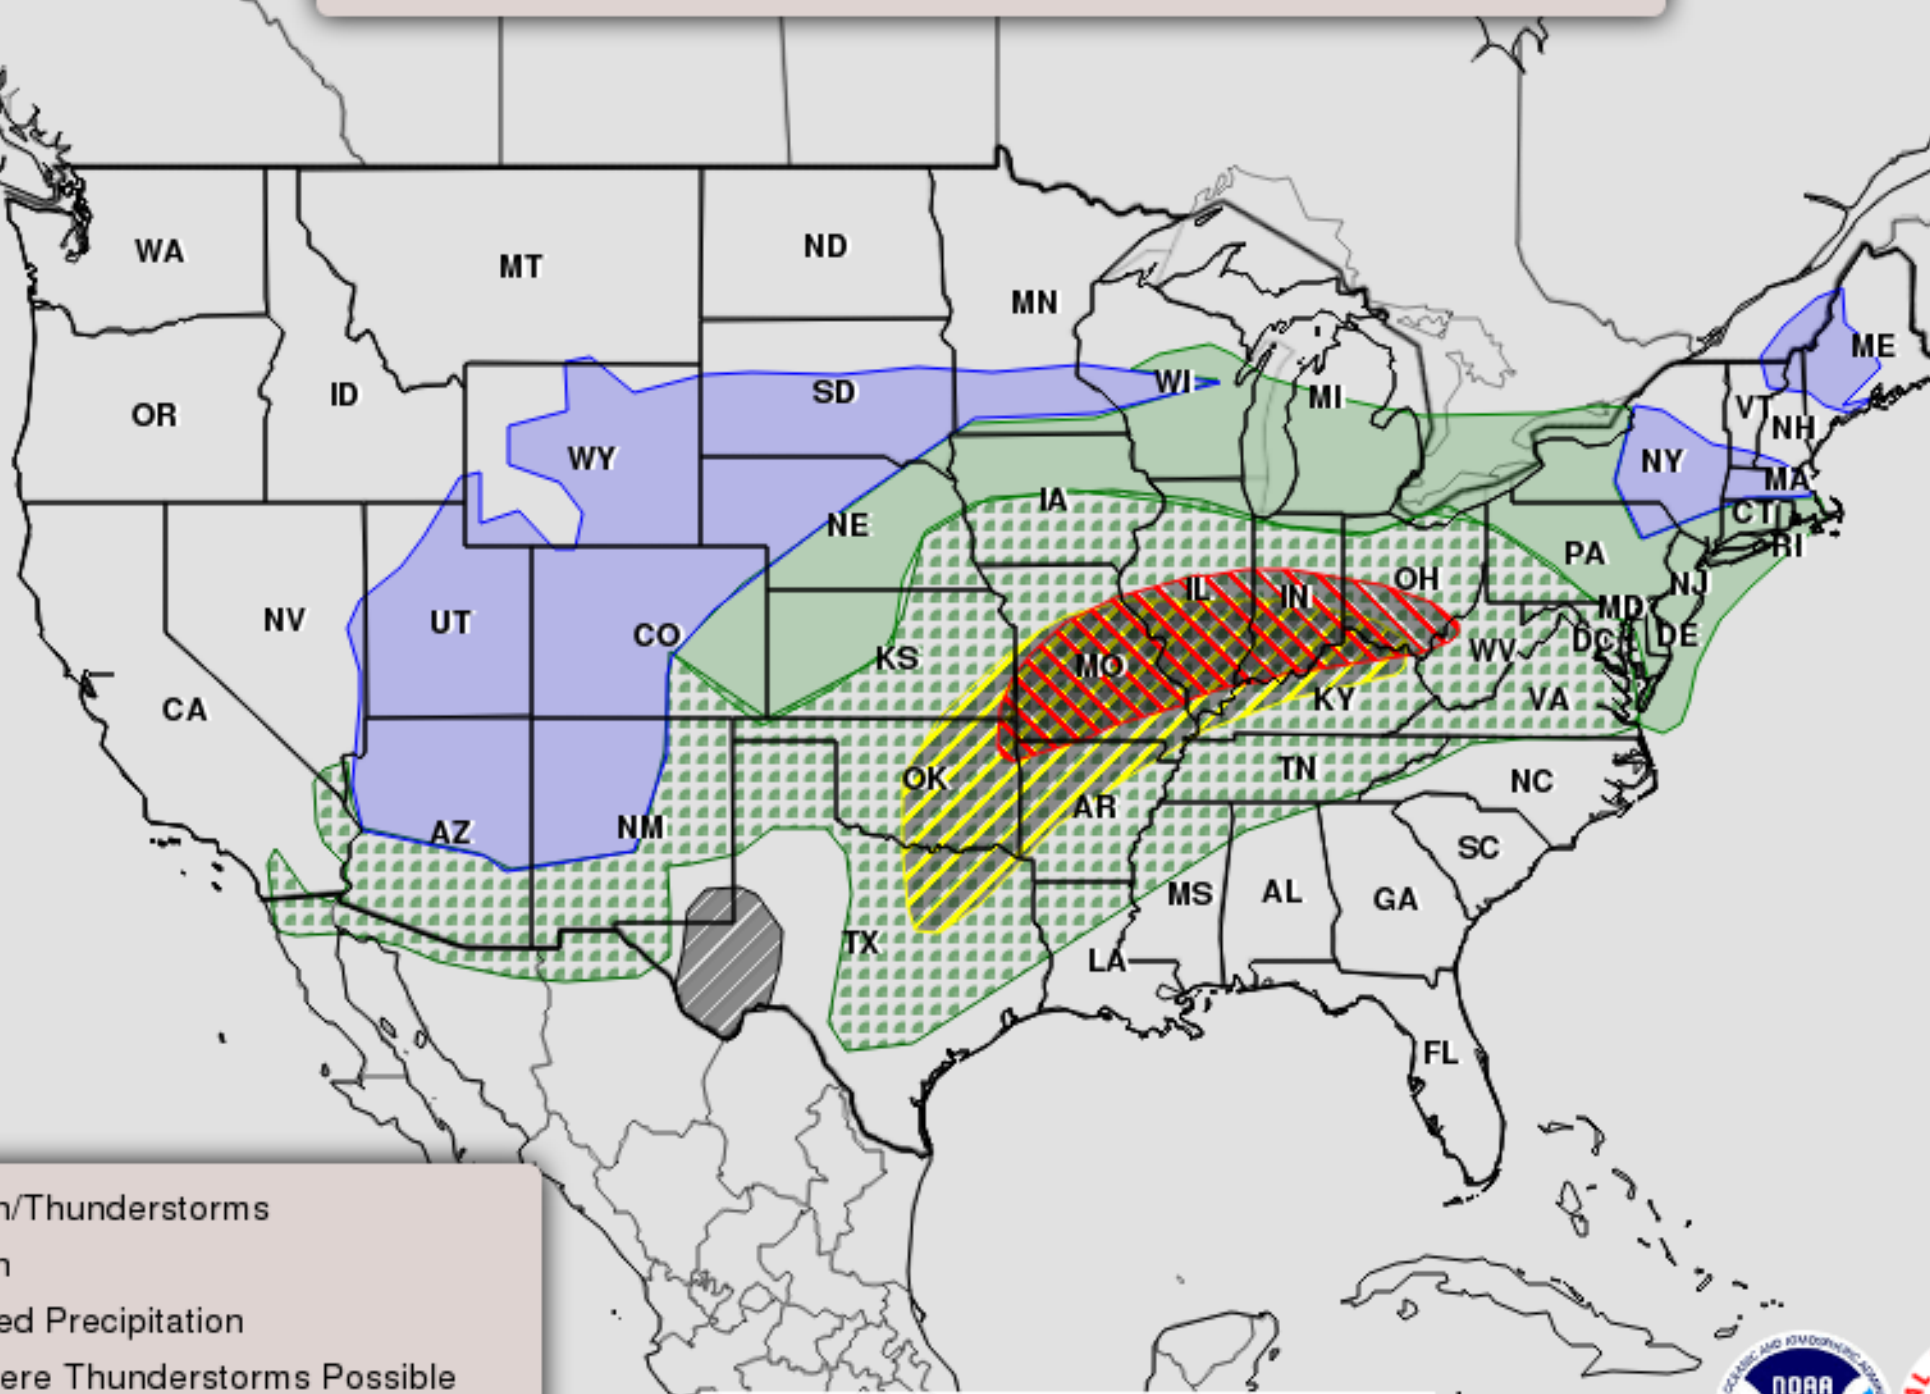 WA
MT
ND
MN
ME
OR
ID
SD
WI
MI
VT
NH
WY
NY
MA
IA
NE
CT
RI
PA
NV
UT
CO
KS
IL
IN
OH
NJ
MD
DC
DE
MO
WV
CA
KY
VA
OK
TN
NC
AZ
NM
AR
SC
MS
AL
GA
TX
LA
FL
n/Thunderstorms
n
ed Precipitation
ere Thunderstorms Possible
NOAA